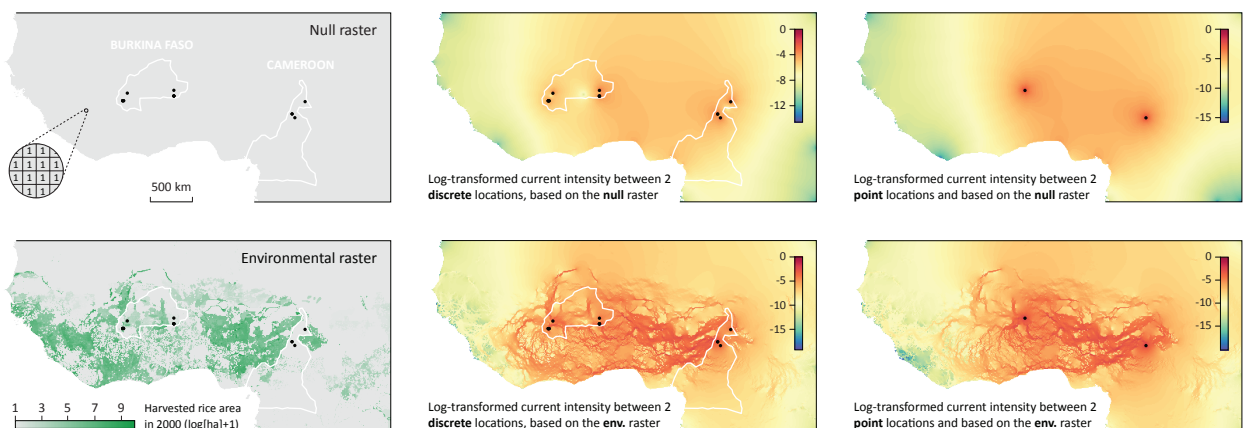 Null raster
BURKINA FASO
CAMEROON
1 1
1 1 1 1
1 1 1 1
1 1
500 km
0
-4
-8
-12
Log-transformed current intensity between 2
discrete locations, based on the null raster
0
-5
-10
-15
Log-transformed current intensity between 2
point locations and based on the null raster
Environmental raster
1 3 5 7 9
Harvested rice area
in 2000 (log[ha]+1)
0
-5
-10
-15
Log-transformed current intensity between 2
discrete locations, based on the env. raster
0
-5
-10
-15
Log-transformed current intensity between 2
point locations and based on the env. raster